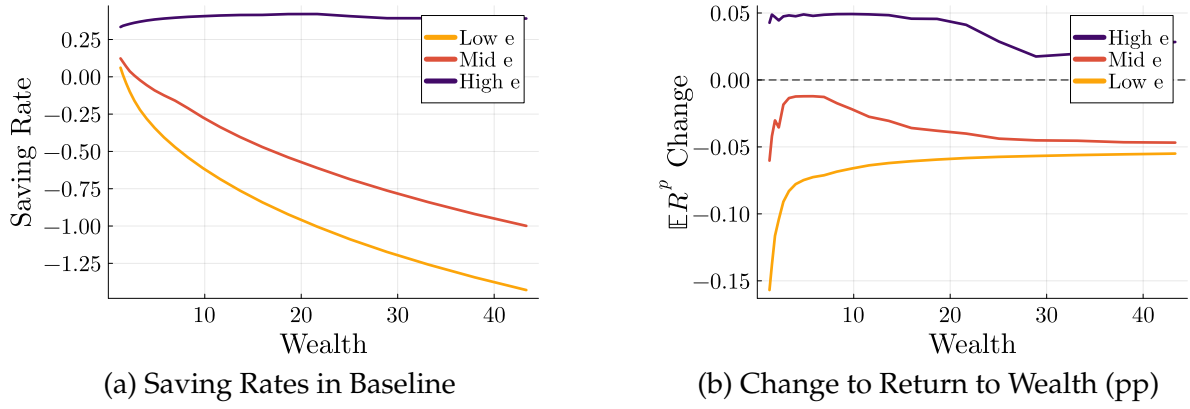 Saving Rate
0.25
0.00
−0.25
−0.50
−0.75
−1.00
−1.25
Low e
Mid e
High e
10 20 30 40
Wealth
(a) Saving Rates in Baseline
𝔼R^p Change
0.05
0.00
−0.05
−0.10
−0.15
High e
Mid e
Low e
10 20 30 40
Wealth
(b) Change to Return to Wealth (pp)